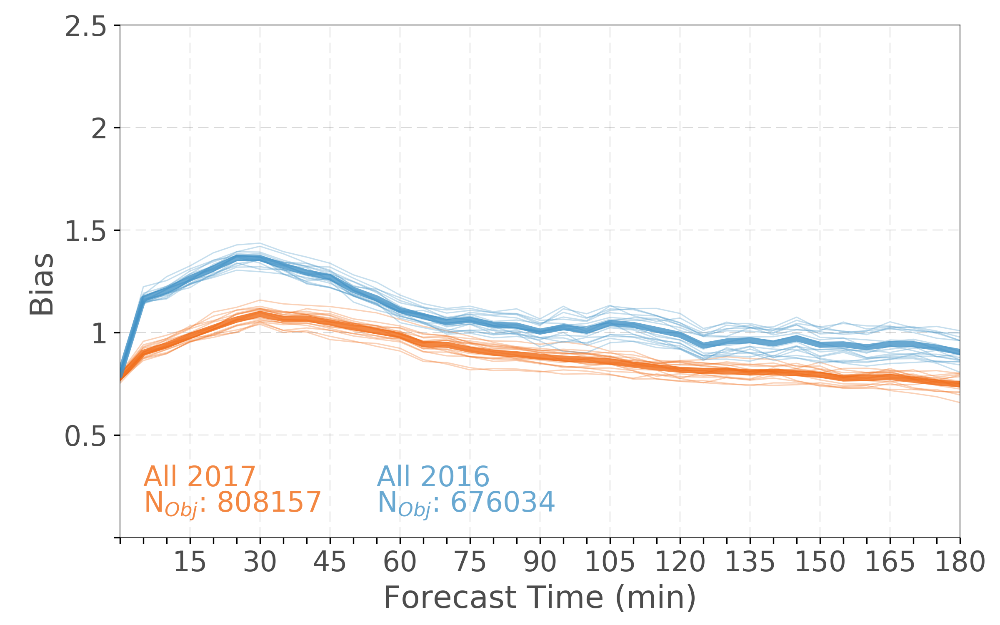 2.5
2
1.5
1
0.5
Bias
All 2017
N_Obj: 808157
All 2016
N_Obj: 676034
15 30 45 60 75 90 105 120 135 150 165 180
Forecast Time (min)